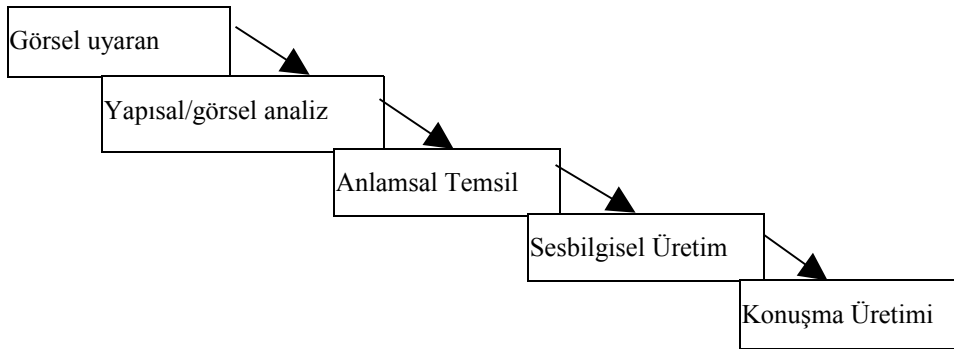 Görsel uyaran
Yapısal/görsel analiz
Anlamsal Temsil
Sesbilgisel Üretim
Konuşma Üretimi